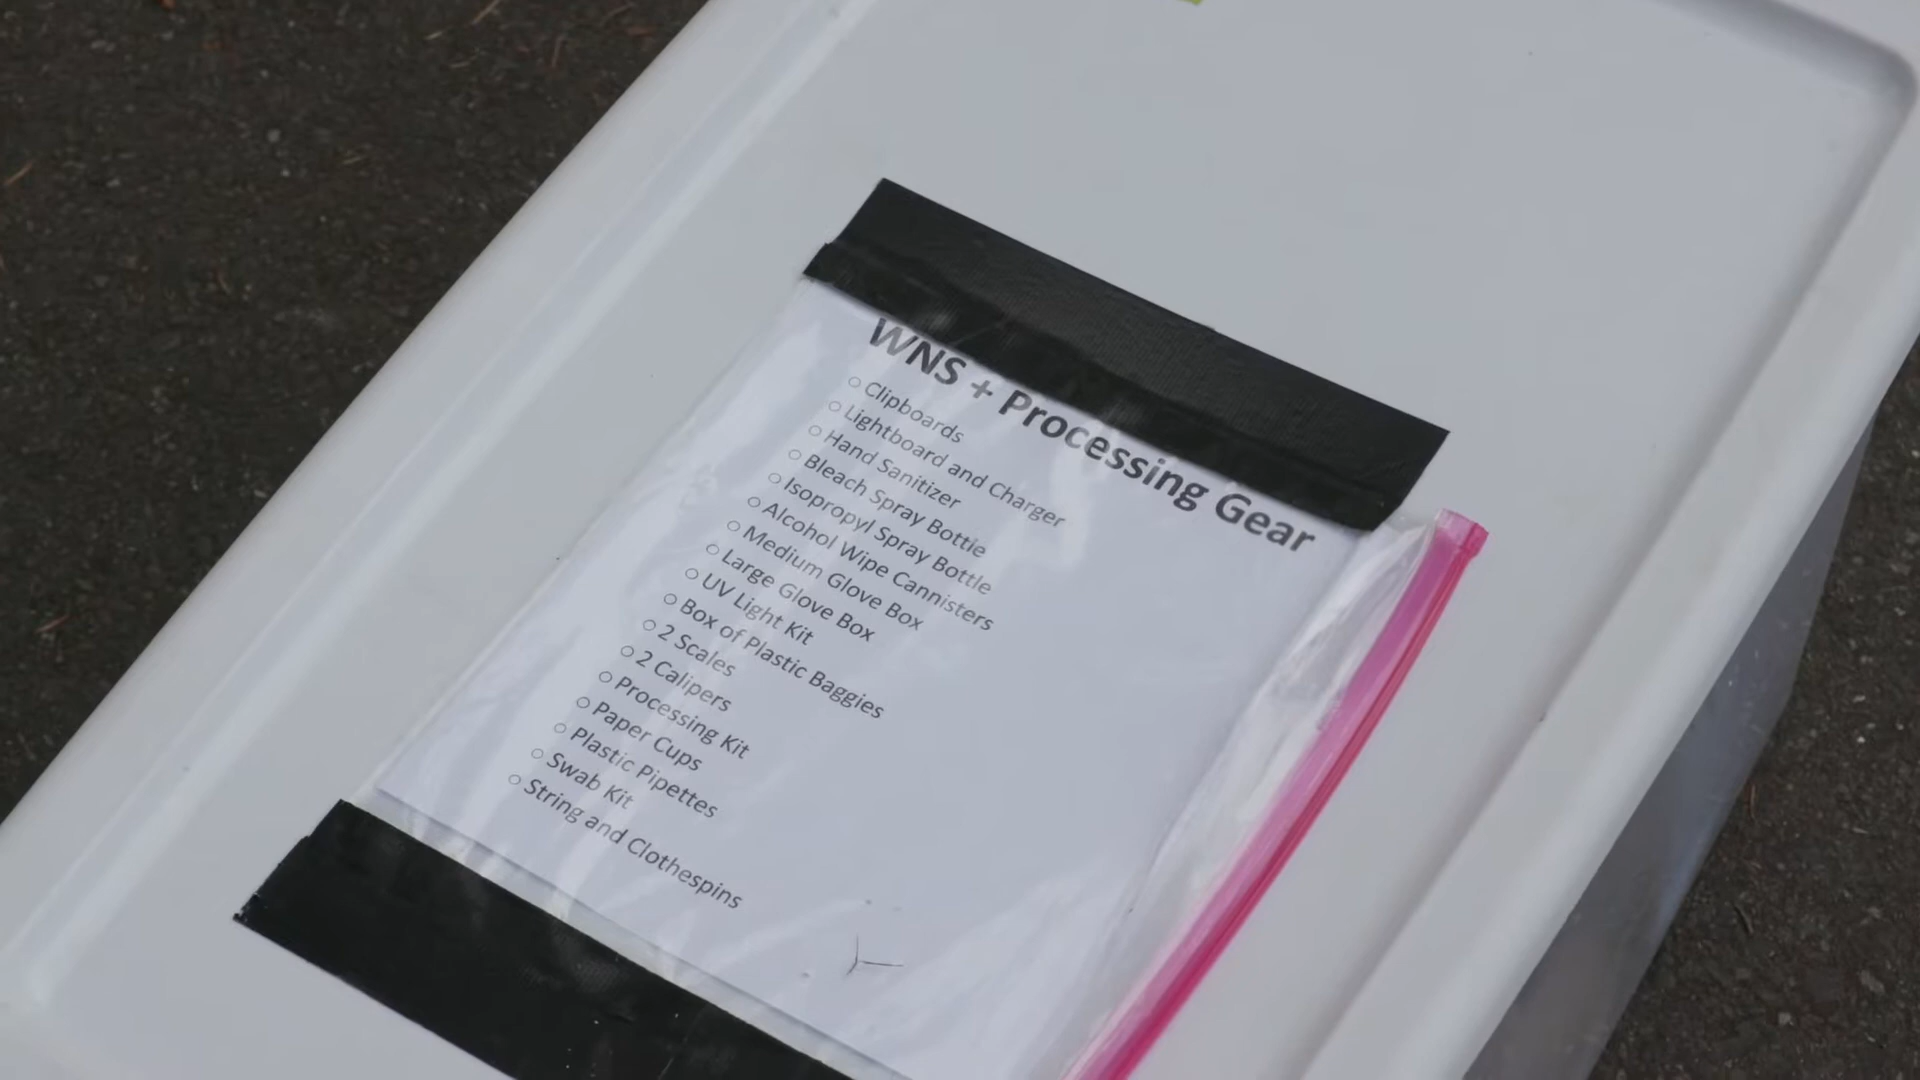 WNS + Processing Gear
○ Clipboards
○ Lightboard and Charger
○ Hand Sanitizer
○ Bleach Spray Bottle
○ Isopropyl Spray Bottle
○ Alcohol Wipe Cannisters
○ Medium Glove Box
○ Large Glove Box
○ UV Light Kit
○ Box of Plastic Baggies
○ 2 Scales
○ 2 Calipers
○ Processing Kit
○ Paper Cups
○ Plastic Pipettes
○ Swab Kit
○ String and Clothespins